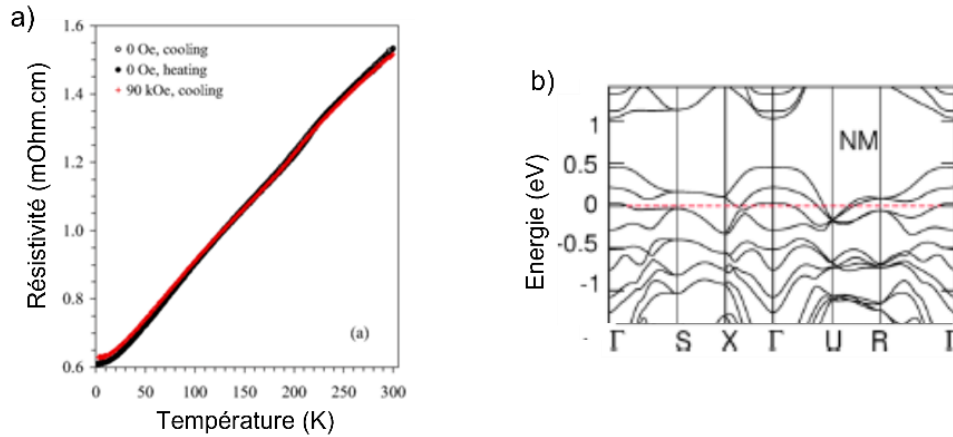 a)
1.6
1.4
1.2
1.0
0.8
0.6
Résistivité (mOhm.cm)
0 Oe, cooling
0 Oe, heating
90 kOe, cooling
(a)
0
50
100
150
200
250
300
Température (K)
b)
1
0.5
0
-0.5
-1
Energie (eV)
NM
Γ S X Γ U R